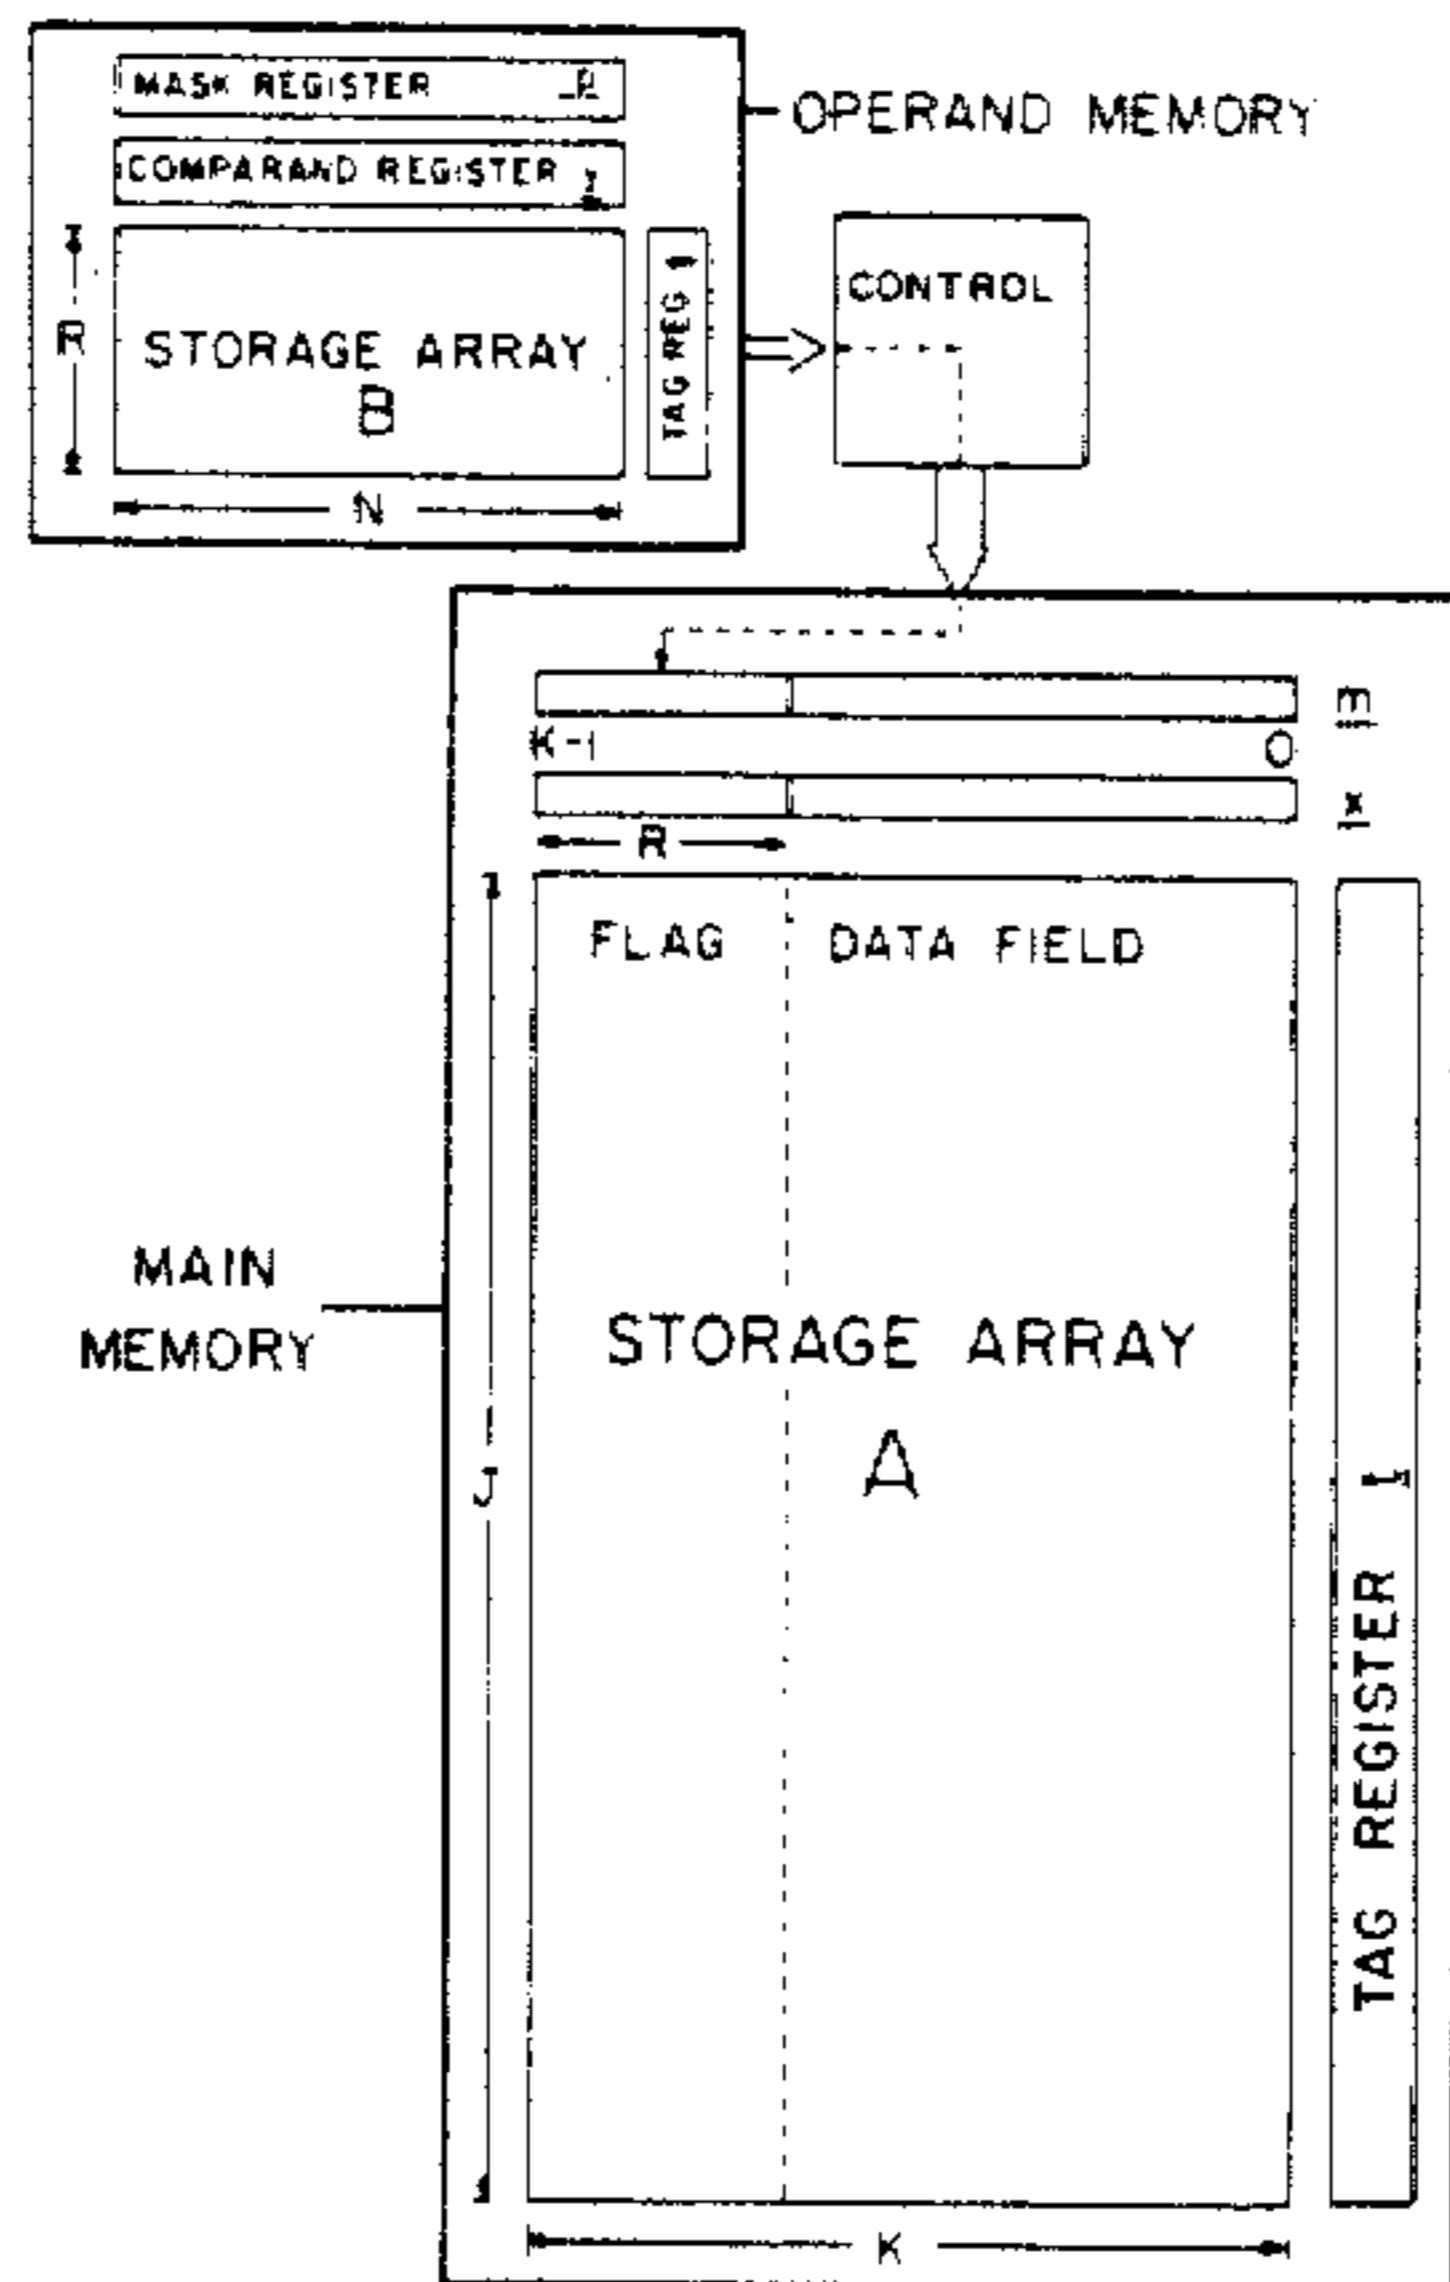 MASK REGISTER
OPERAND MEMORY
COMPARAND REGISTER y
CONTROL
R
STORAGE ARRAY
B
TAG REG
N
m
K-1
O
x
R
FLAG
DATA FIELD
MAIN
MEMORY
STORAGE ARRAY
A
J
TAG REGISTER t
K